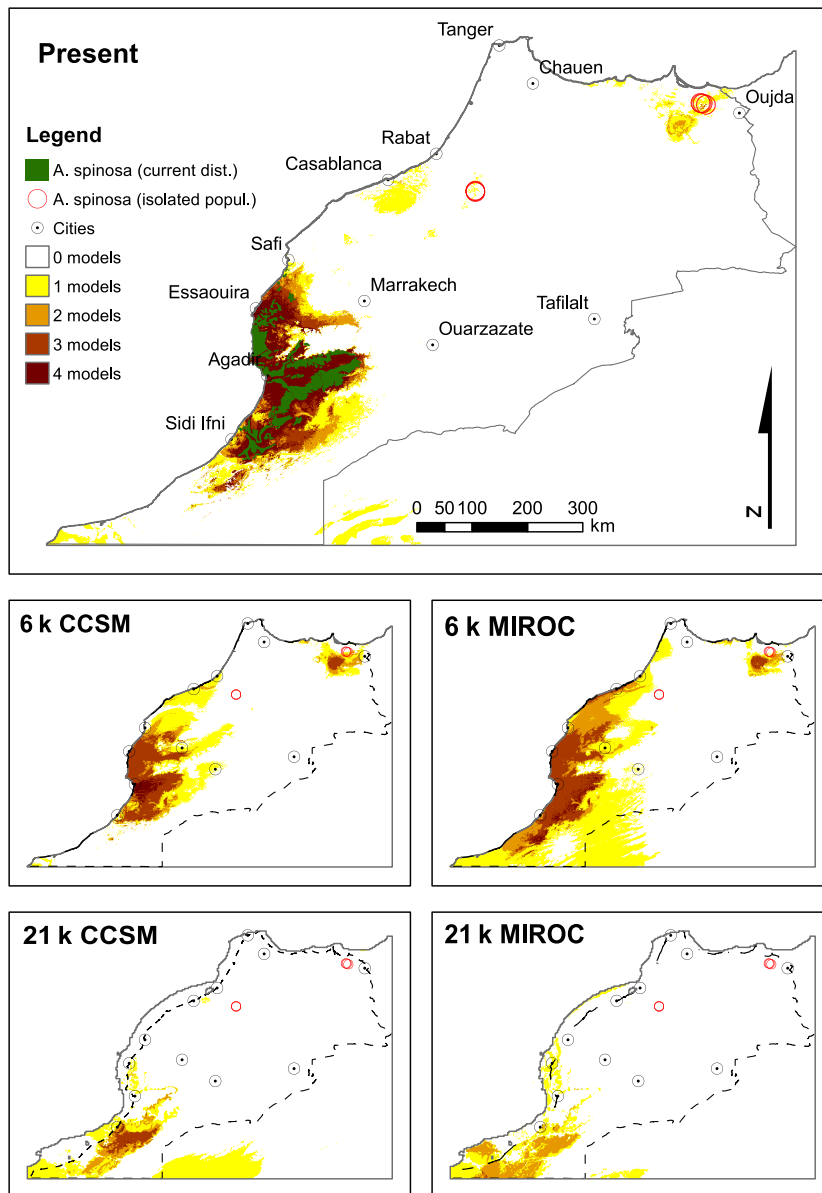 Present
Tanger
Chauen
Oujda
Legend
Rabat
A. spinosa (current dist.)
Casablanca
A. spinosa (isolated popul.)
Cities
Safi
0 models
1 models
Essaouira
Marrakech
Tafilalt
2 models
Ouarzazate
3 models
Agadir
4 models
Sidi Ifni
0 50 100 200 300
km
N
6 k CCSM
6 k MIROC
21 k CCSM
21 k MIROC